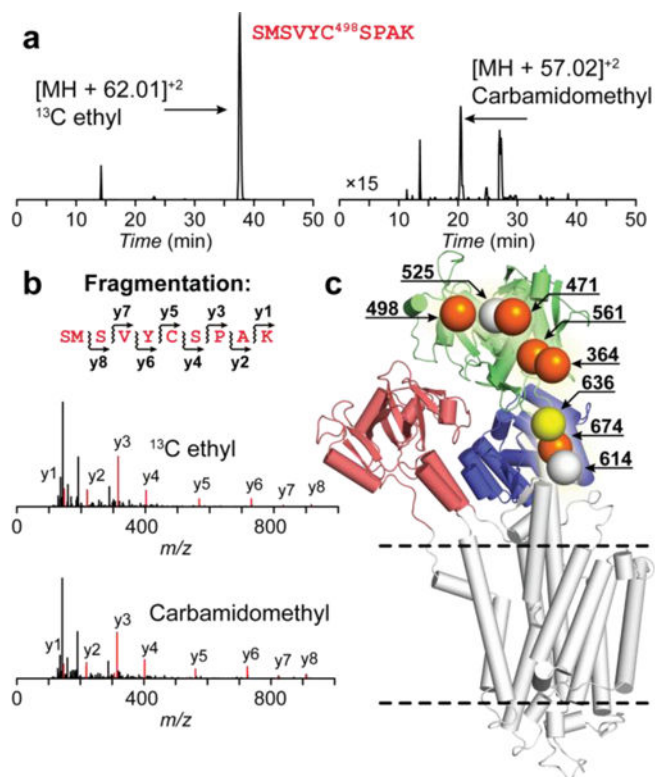 a
SMSVYC⁴⁹⁸SPAK
[MH + 62.01]⁺²
¹³C ethyl
[MH + 57.02]⁺²
Carbamidomethyl
×15
0 10 20 30 40 50
Time (min)
0 10 20 30 40 50
Time (min)
b
Fragmentation:
y7 y5 y3 y1
SMSVYCSPAK
y8 y6 y4 y2
¹³C ethyl
y1 y2 y3 y4 y5 y6 y7 y8
0 400 800
m/z
Carbamidomethyl
y1 y2 y3 y4 y5 y6 y7 y8
0 400 800
m/z
c
525
471
498
561
364
636
674
614